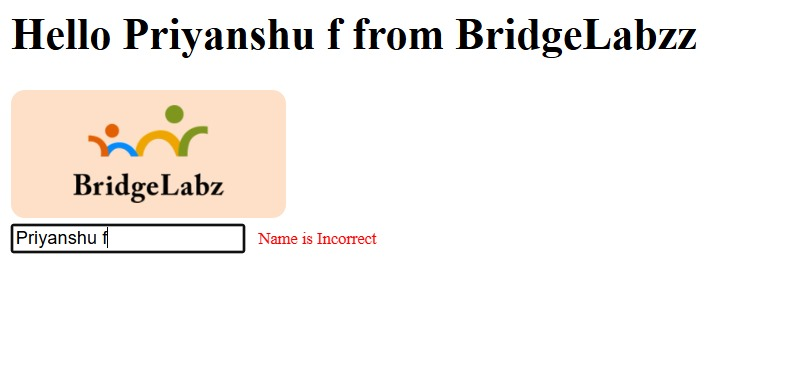 Hello Priyanshu f from BridgeLabzz
BridgeLabz
Priyanshu f Name is Incorrect